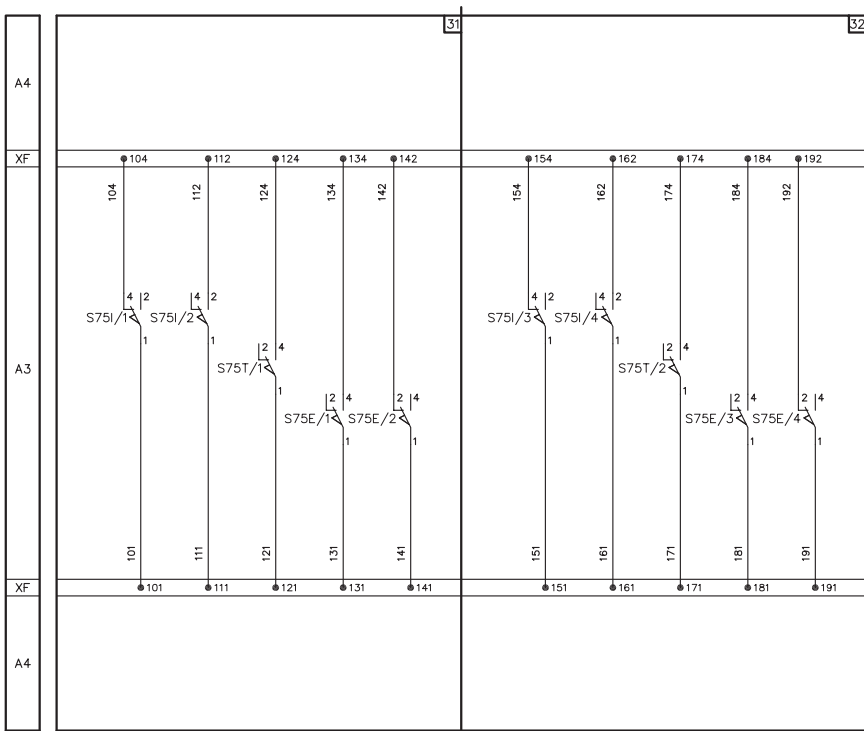 31 32
A4
XF 104 112 124 134 142 154 162 174 184 192
104 112 124 134 142 154 162 174 184 192
4 2 4 2 4 2 4 2
S75I/1 S75I/2 S75I/3 S75I/4
1 1 1 1
2 4 2 4
A3 S75T/1 S75T/2
1 1
2 4 2 4 2 4 2 4
S75E/1 S75E/2 S75E/3 S75E/4
1 1 1 1
101 111 121 131 141 151 161 171 181 191
XF 101 111 121 131 141 151 161 171 181 191
A4